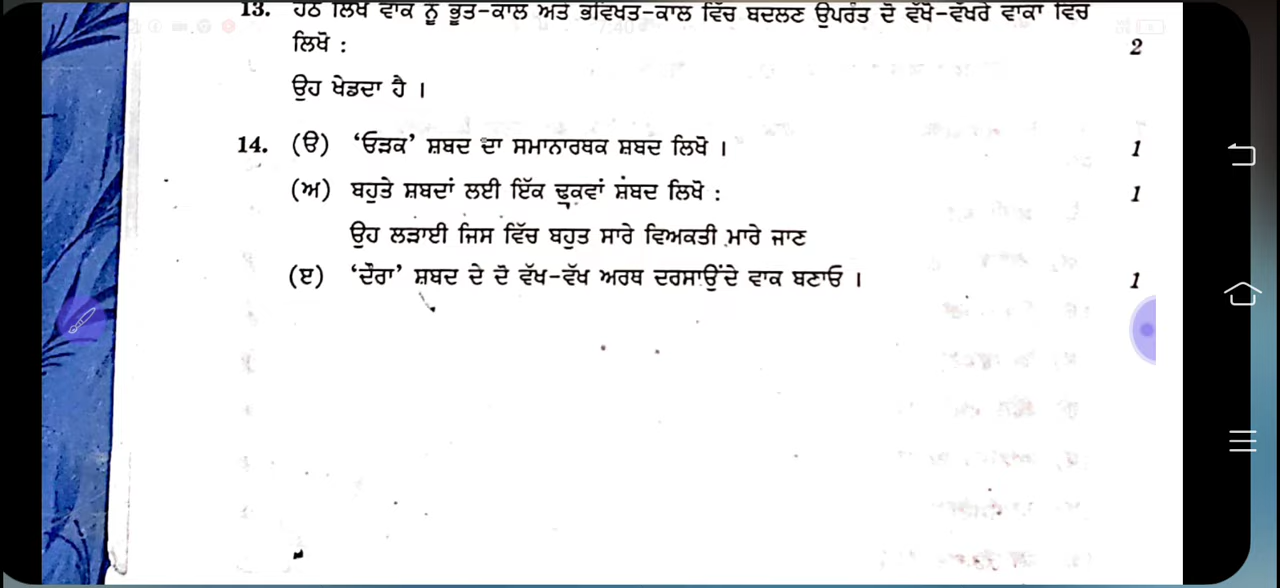 13. ਹੇਠ ਲਿਖੇ ਵਾਕ ਨੂੰ ਭੂਤ-ਕਾਲ ਅਤੇ ਭਵਿਖਤ-ਕਾਲ ਵਿੱਚ ਬਦਲਣ ਉਪਰੰਤ ਦੋ ਵੱਖੋ-ਵੱਖਰੇ ਵਾਕਾਂ ਵਿੱਚ
ਲਿਖੋ : 2
ਉਹ ਖੇਡਦਾ ਹੈ ।
14. (ੳ) ‘ਓੜਕ’ ਸ਼ਬਦ ਦਾ ਸਮਾਨਾਰਥਕ ਸ਼ਬਦ ਲਿਖੋ । 1
(ਅ) ਬਹੁਤੇ ਸ਼ਬਦਾਂ ਲਈ ਇੱਕ ਢੁਕਵਾਂ ਸ਼ਬਦ ਲਿਖੋ : 1
ਉਹ ਲੜਾਈ ਜਿਸ ਵਿੱਚ ਬਹੁਤ ਸਾਰੇ ਵਿਅਕਤੀ ਮਾਰੇ ਜਾਣ
(ੲ) ‘ਦੌਰਾ’ ਸ਼ਬਦ ਦੇ ਦੋ ਵੱਖ-ਵੱਖ ਅਰਥ ਦਰਸਾਉਂਦੇ ਵਾਕ ਬਣਾਓ । 1